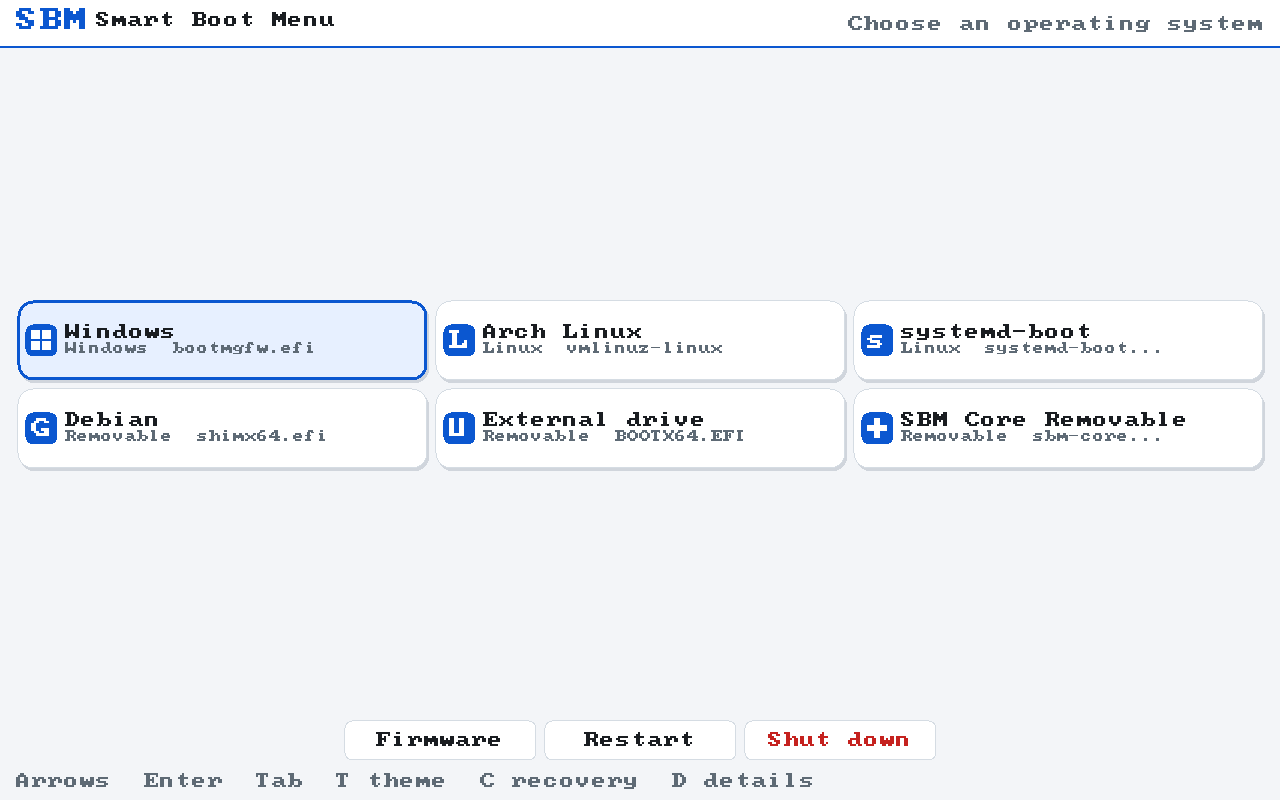 SBM Smart Boot Menu
Choose an operating system
Windows
Windows bootmgfw.efi
Arch Linux
Linux vmlinuz-linux
systemd-boot
Linux systemd-boot...
Debian
Removable shimx64.efi
External drive
Removable BOOTX64.EFI
SBM Core Removable
Removable sbm-core...
Firmware
Restart
Shut down
Arrows Enter Tab T theme C recovery D details